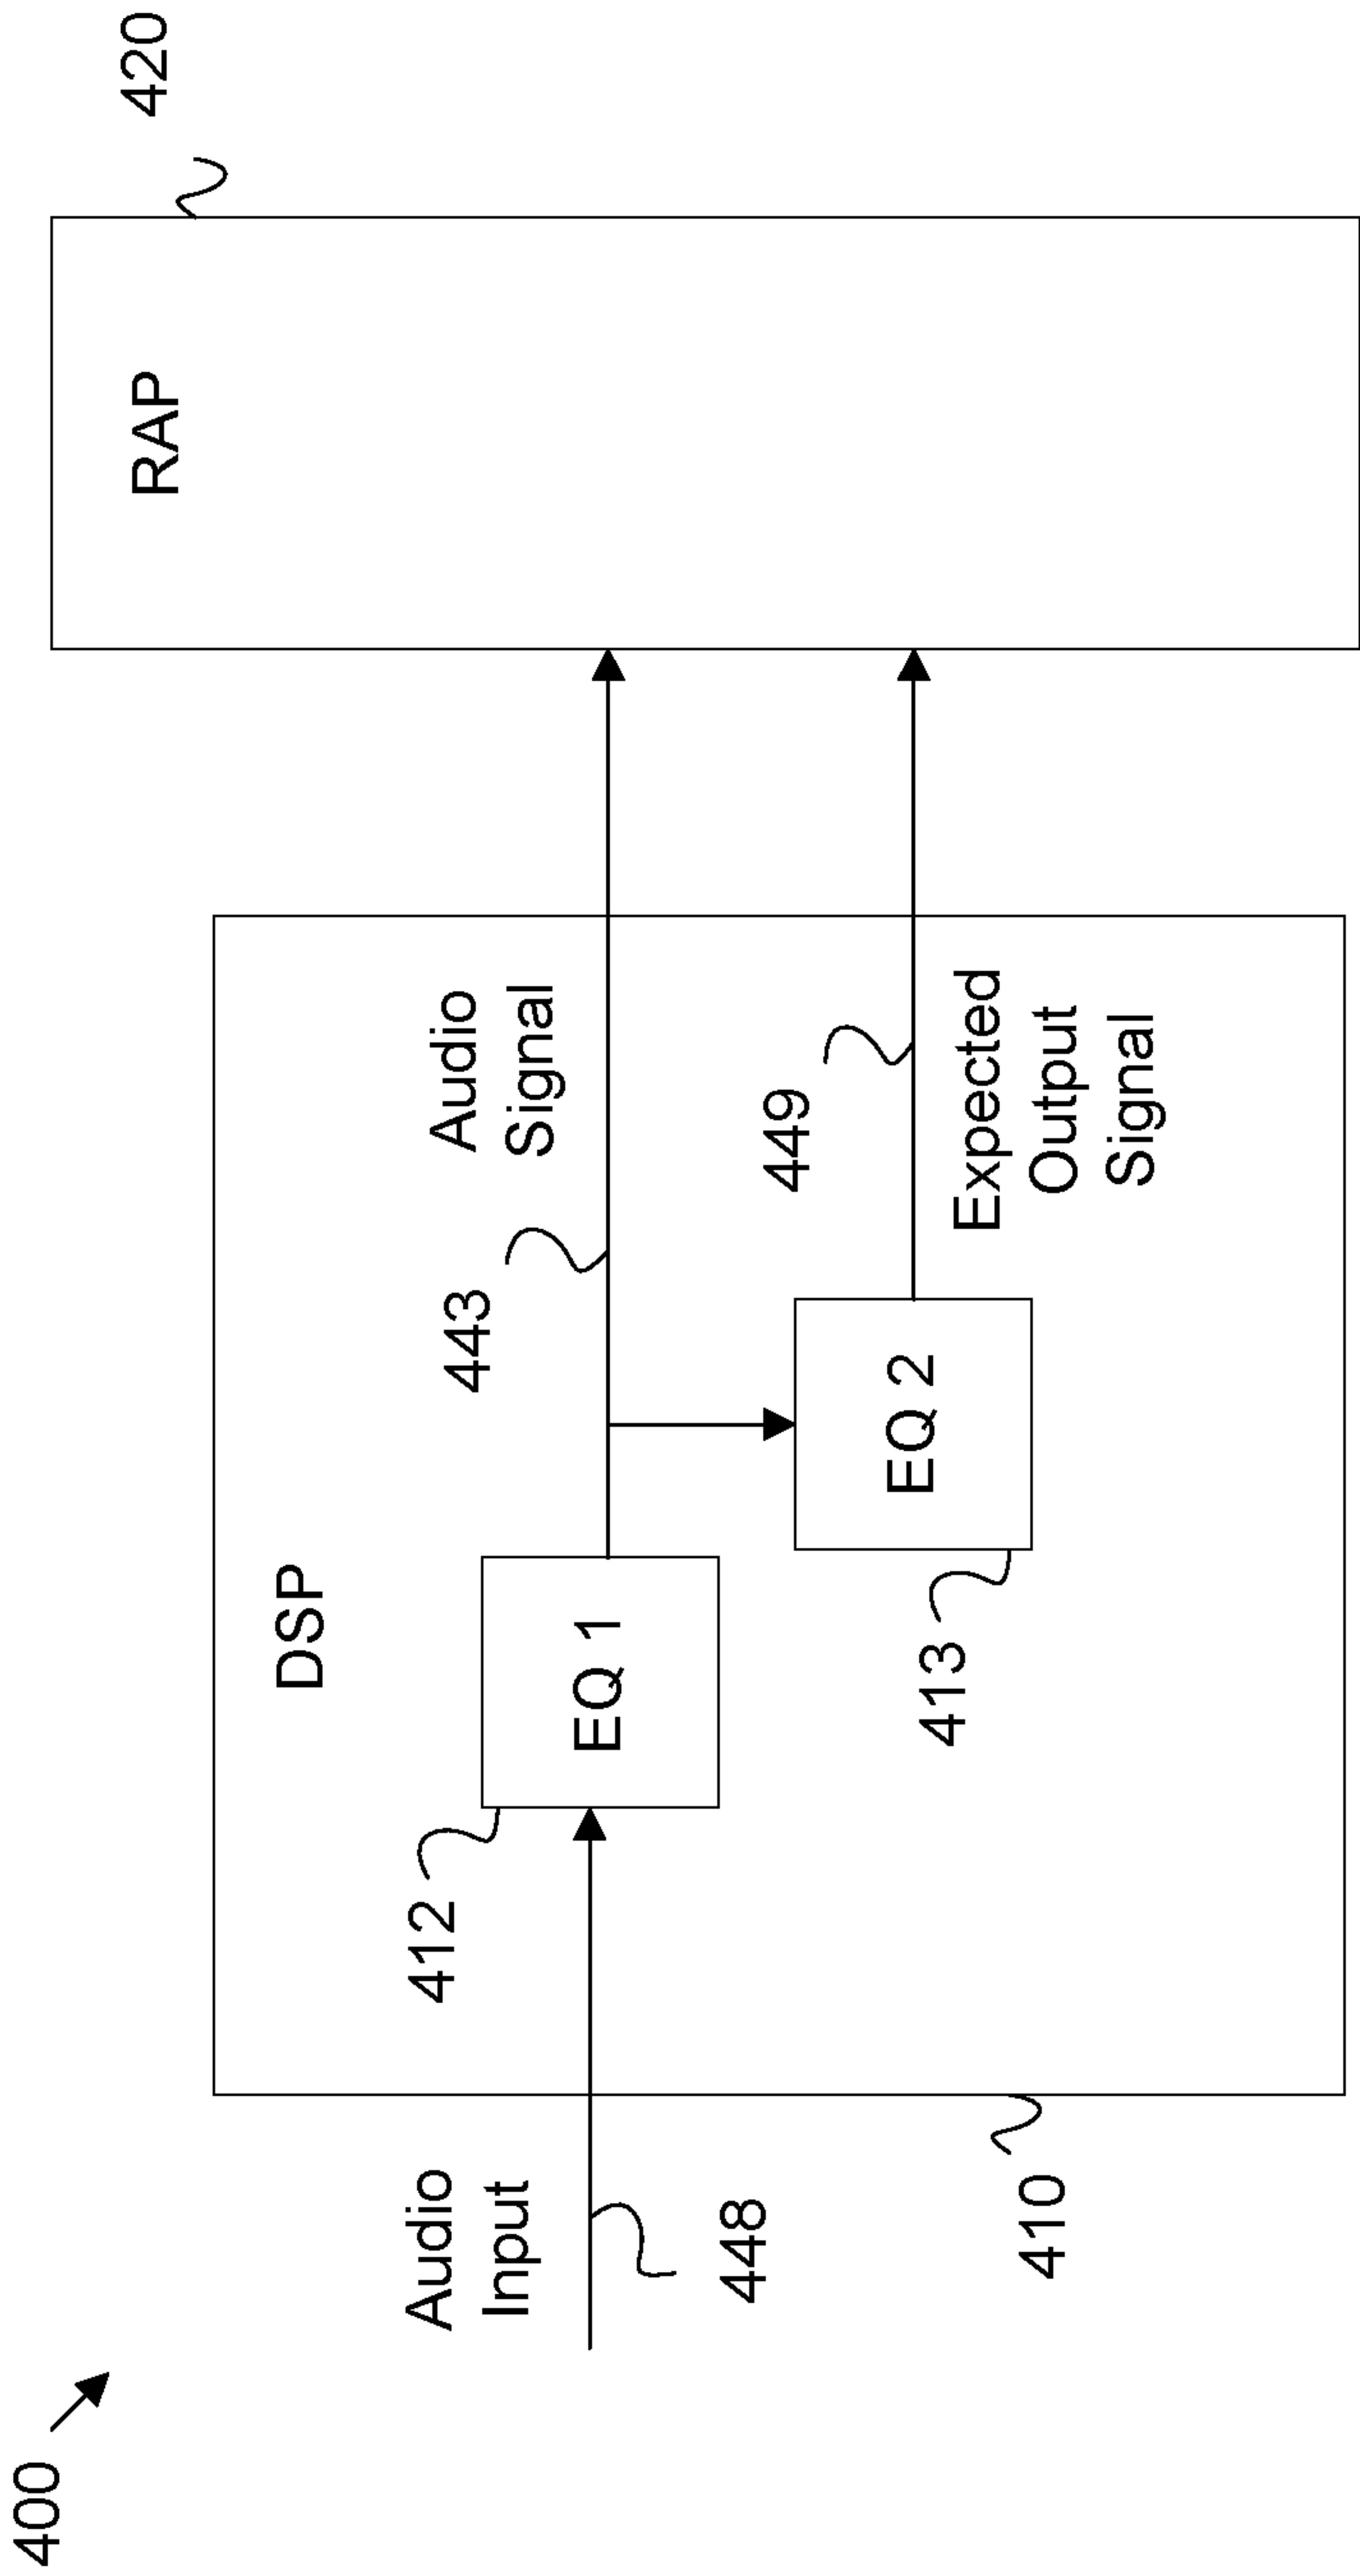 400
420
RAP
DSP
Audio
Input
448
410
412
EQ 1
443
Audio
Signal
413
EQ 2
449
Expected
Output
Signal